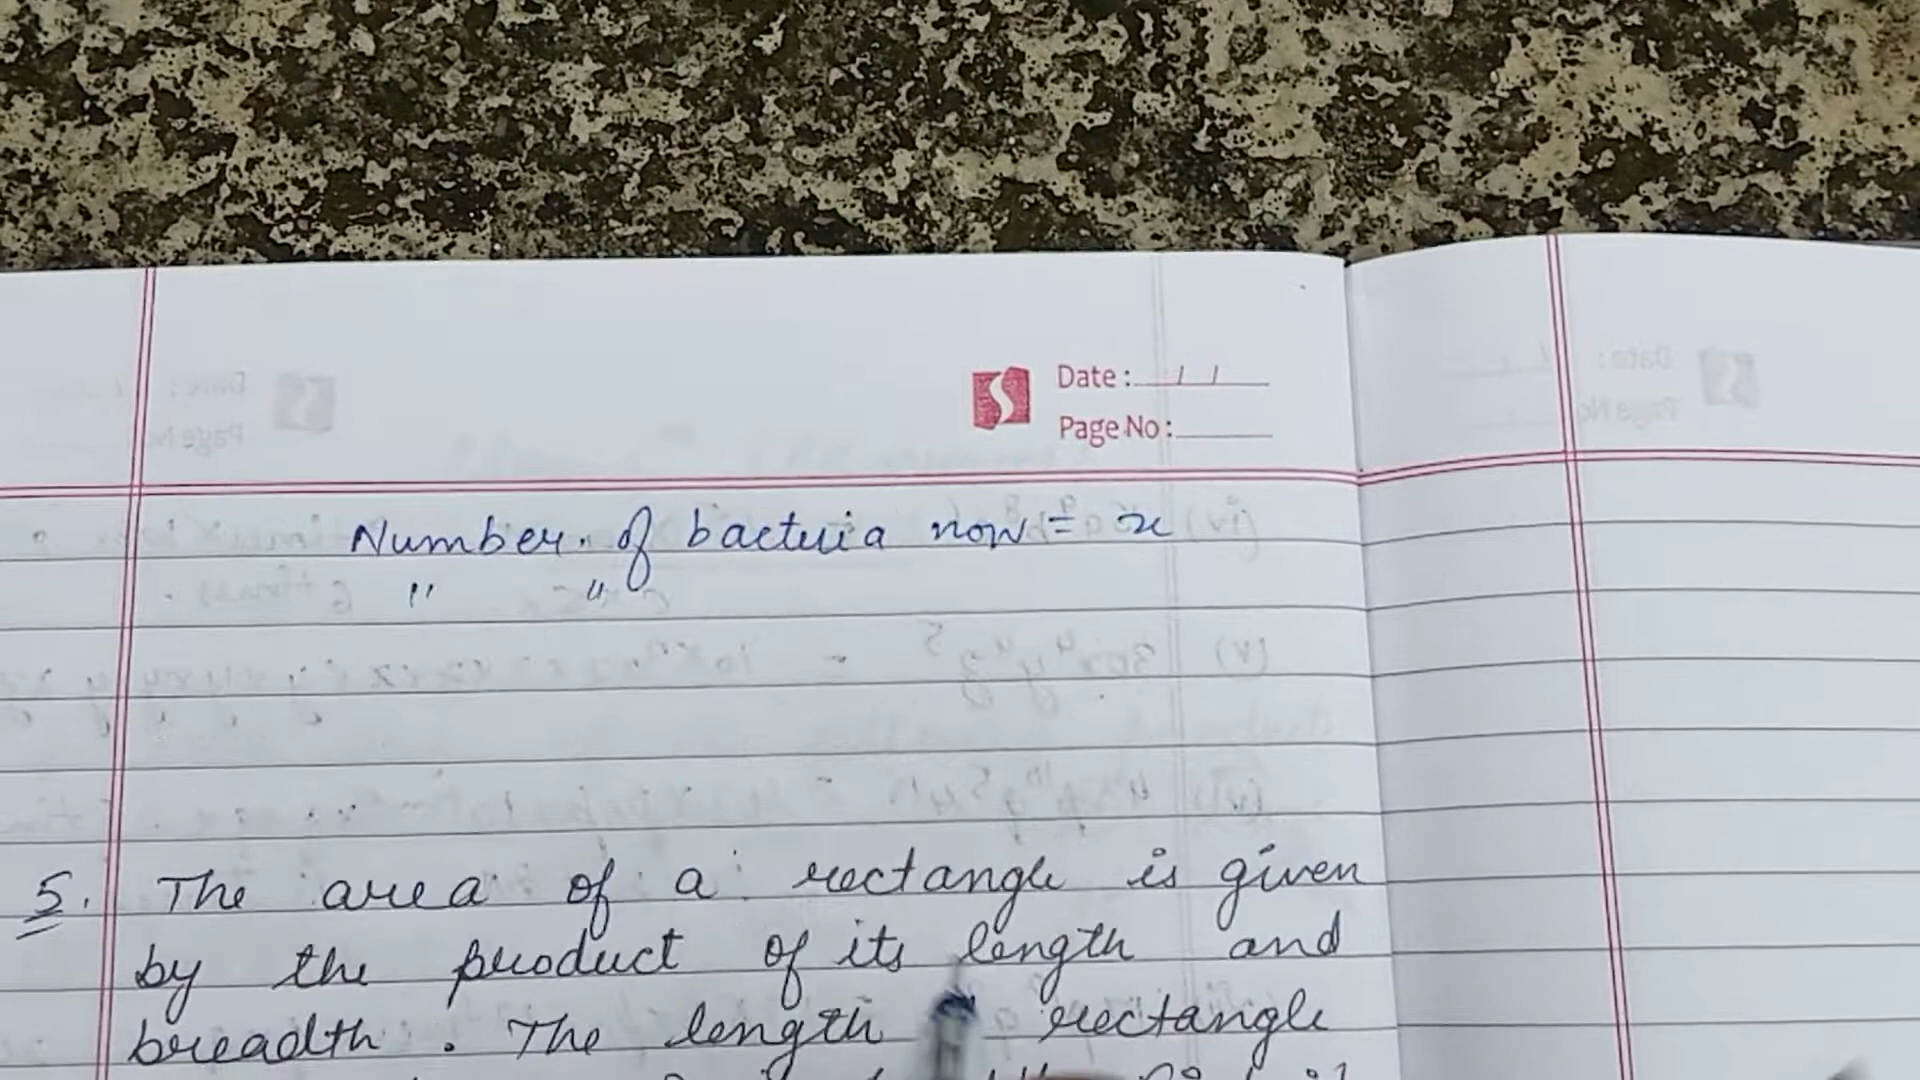 Date: / /
Page No:
Number of bacteria now = x
" "
5. The area of a rectangle is given
by the product of its length and
breadth. The length rectangle